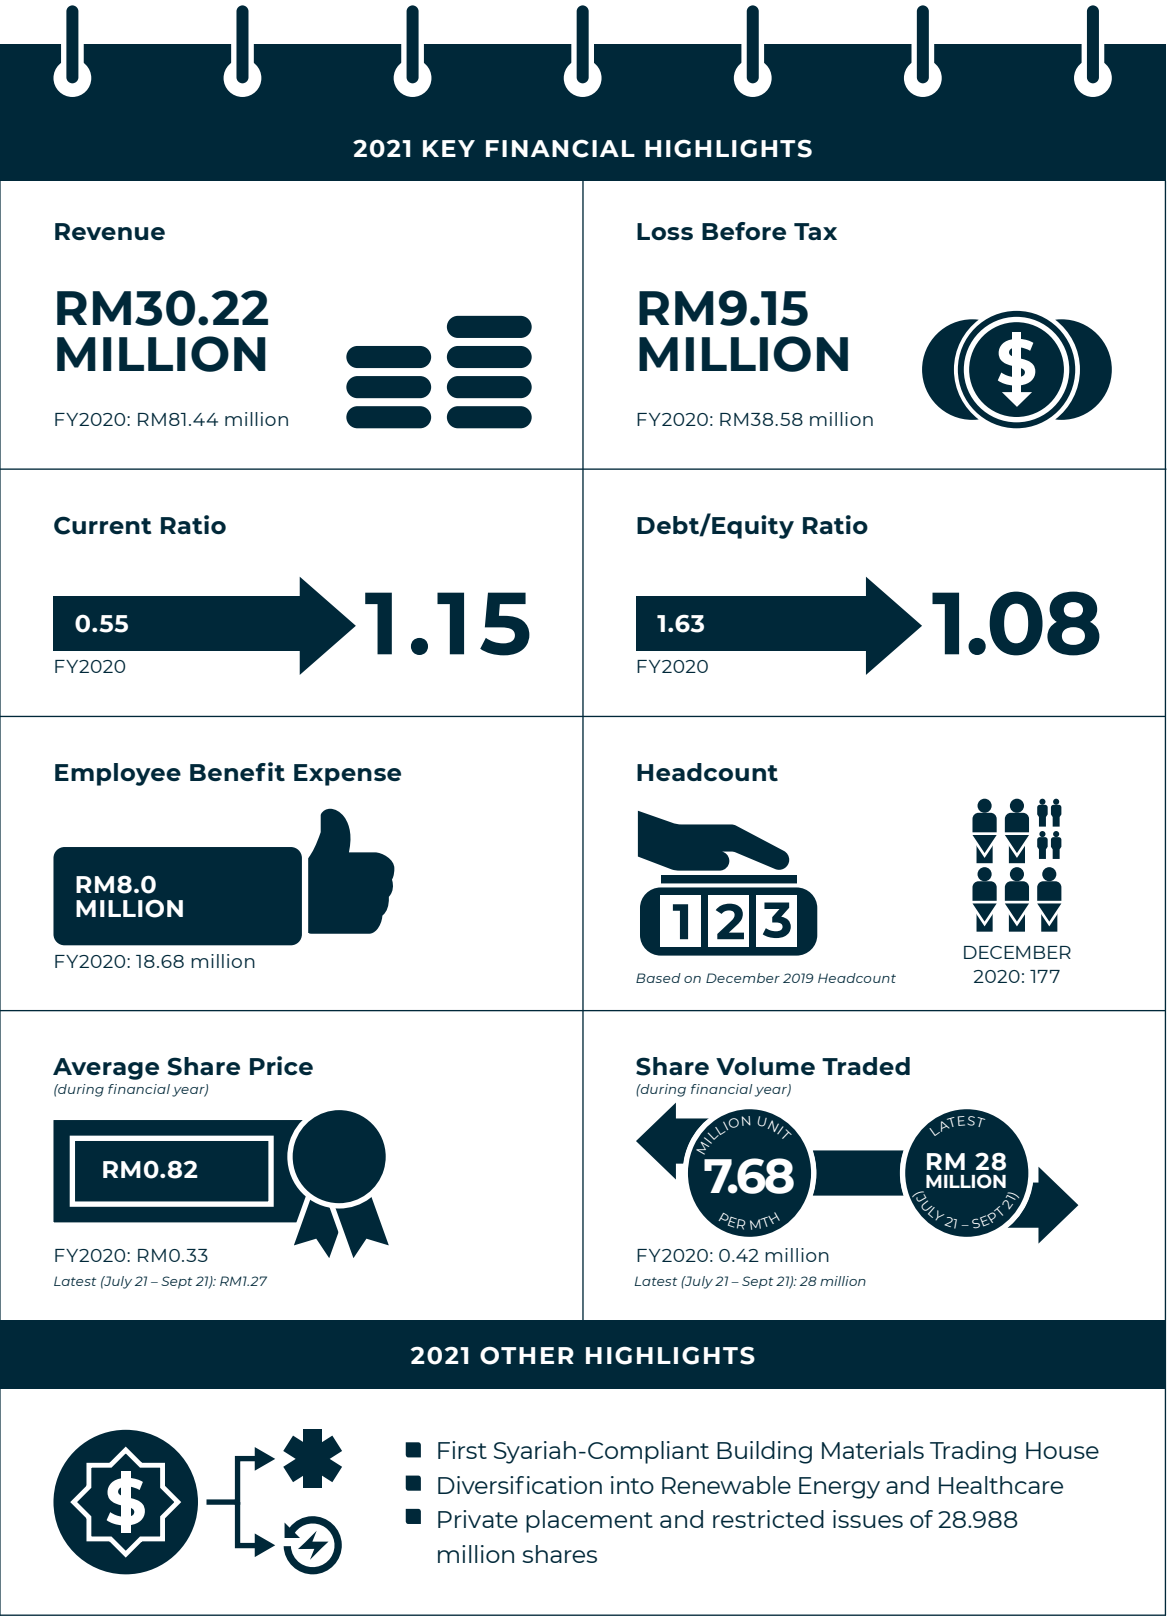 2021 KEY FINANCIAL HIGHLIGHTS
Revenue
RM30.22
MILLION
FY2020: RM81.44 million
Loss Before Tax
RM9.15
MILLION
$
FY2020: RM38.58 million
Current Ratio
0.55
1.15
FY2020
Debt/Equity Ratio
1.63
1.08
FY2020
Employee Benefit Expense
RM8.0
MILLION
FY2020: 18.68 million
Headcount
1 2 3
Based on December 2019 Headcount
DECEMBER
2020: 177
Average Share Price
(during financial year)
RM0.82
FY2020: RM0.33
Latest (July 21 – Sept 21): RM1.27
Share Volume Traded
(during financial year)
MILLION UNIT
7.68
PER MTH
LATEST
RM 28
MILLION
(JULY 21 – SEPT 21)
FY2020: 0.42 million
Latest (July 21 – Sept 21): 28 million
2021 OTHER HIGHLIGHTS
$
First Syariah-Compliant Building Materials Trading House
Diversification into Renewable Energy and Healthcare
Private placement and restricted issues of 28.988
million shares